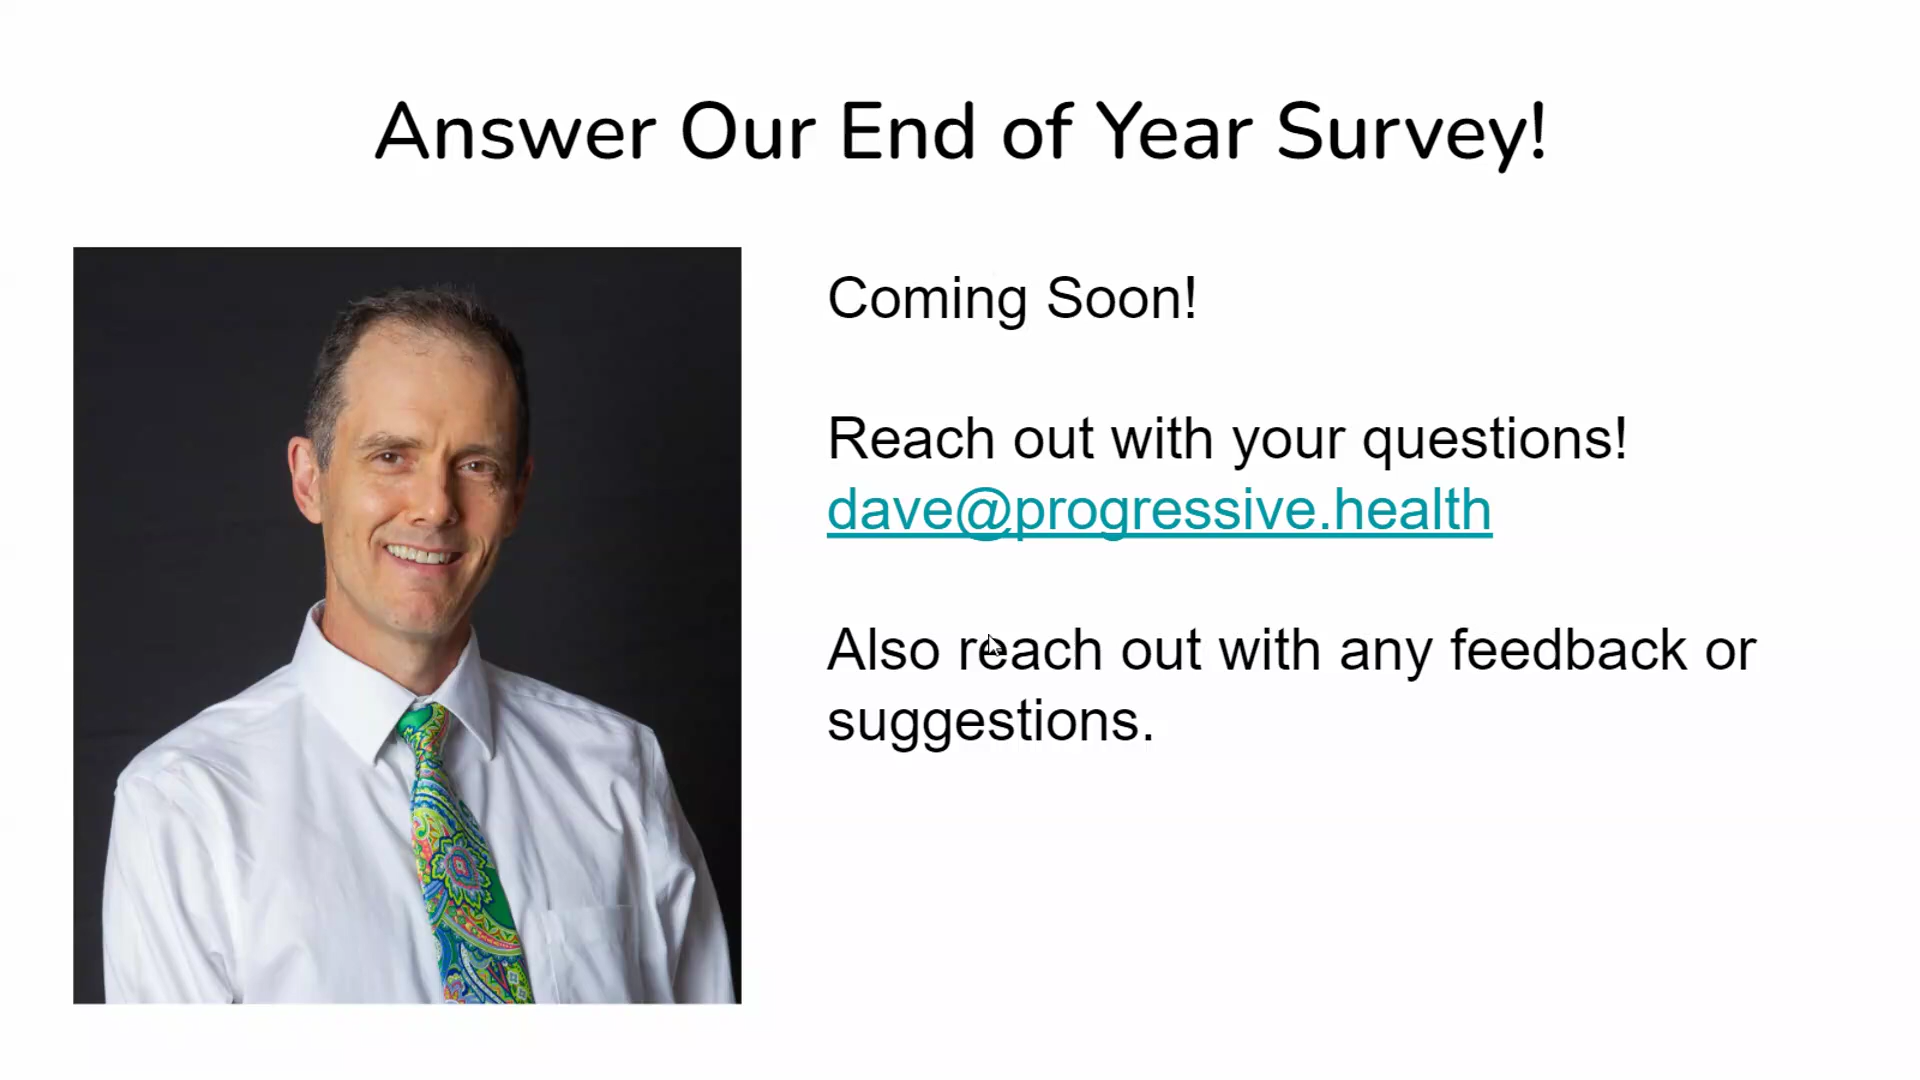 Answer Our End of Year Survey!
Coming Soon!
Reach out with your questions!
dave@progressive.health
Also reach out with any feedback or
suggestions.